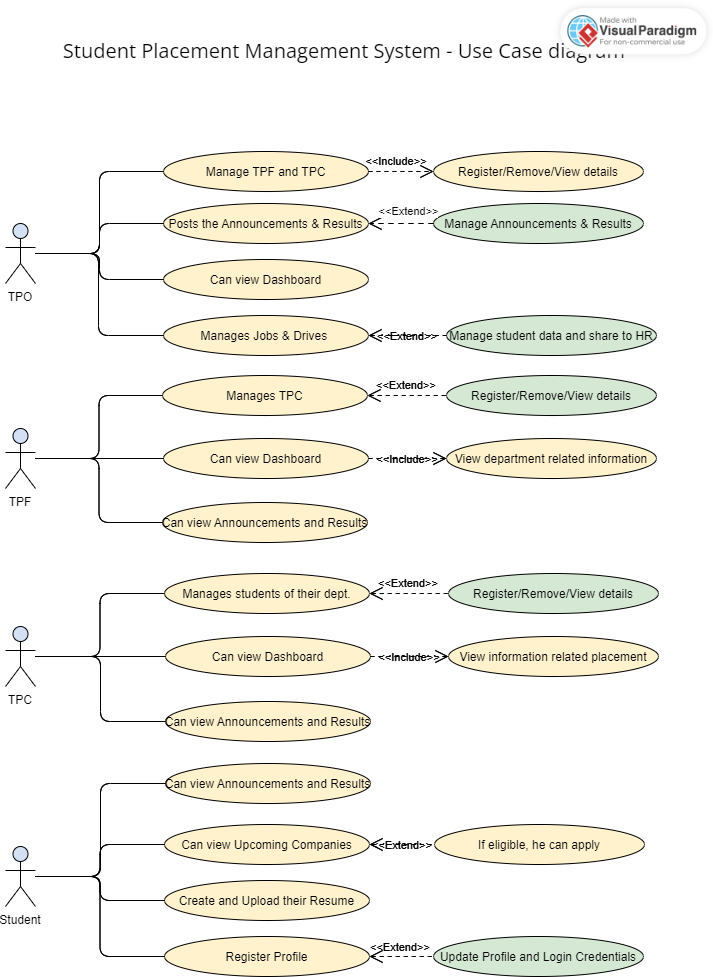 Made with
VisualParadigm
For non-commercial use
Student Placement Management System - Use Case diagram
Manage TPF and TPC
<<Include>>
Register/Remove/View details
Posts the Announcements & Results
<<Extend>>
Manage Announcements & Results
TPO
Can view Dashboard
Manages Jobs & Drives
<<Extend>>
Manage student data and share to HR
Manages TPC
<<Extend>>
Register/Remove/View details
TPF
Can view Dashboard
<<Include>>
View department related information
Can view Announcements and Results
Manages students of their dept.
<<Extend>>
Register/Remove/View details
TPC
Can view Dashboard
<<Include>>
View information related placement
Can view Announcements and Results
Can view Announcements and Results
Can view Upcoming Companies
<<Extend>>
If eligible, he can apply
Student
Create and Upload their Resume
Register Profile
<<Extend>>
Update Profile and Login Credentials